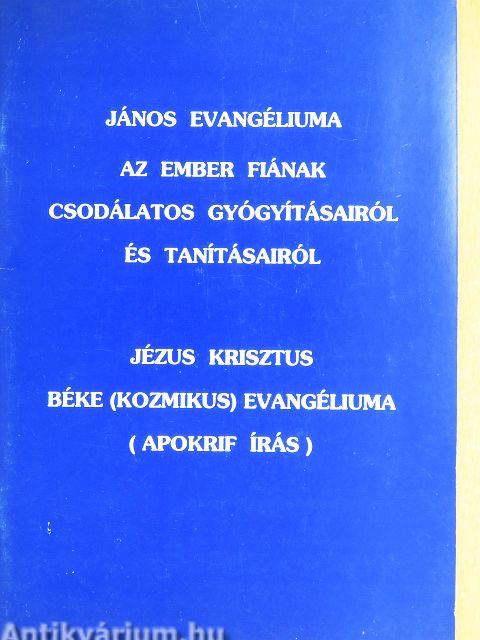 JÁNOS EVANGÉLIUMA
AZ EMBER FIÁNAK
CSODÁLATOS GYÓGYÍTÁSAIRÓL
ÉS TANÍTÁSAIRÓL
JÉZUS KRISZTUS
BÉKE (KOZMIKUS) EVANGÉLIUMA
( APOKRIF ÍRÁS )
Antikvárium.hu